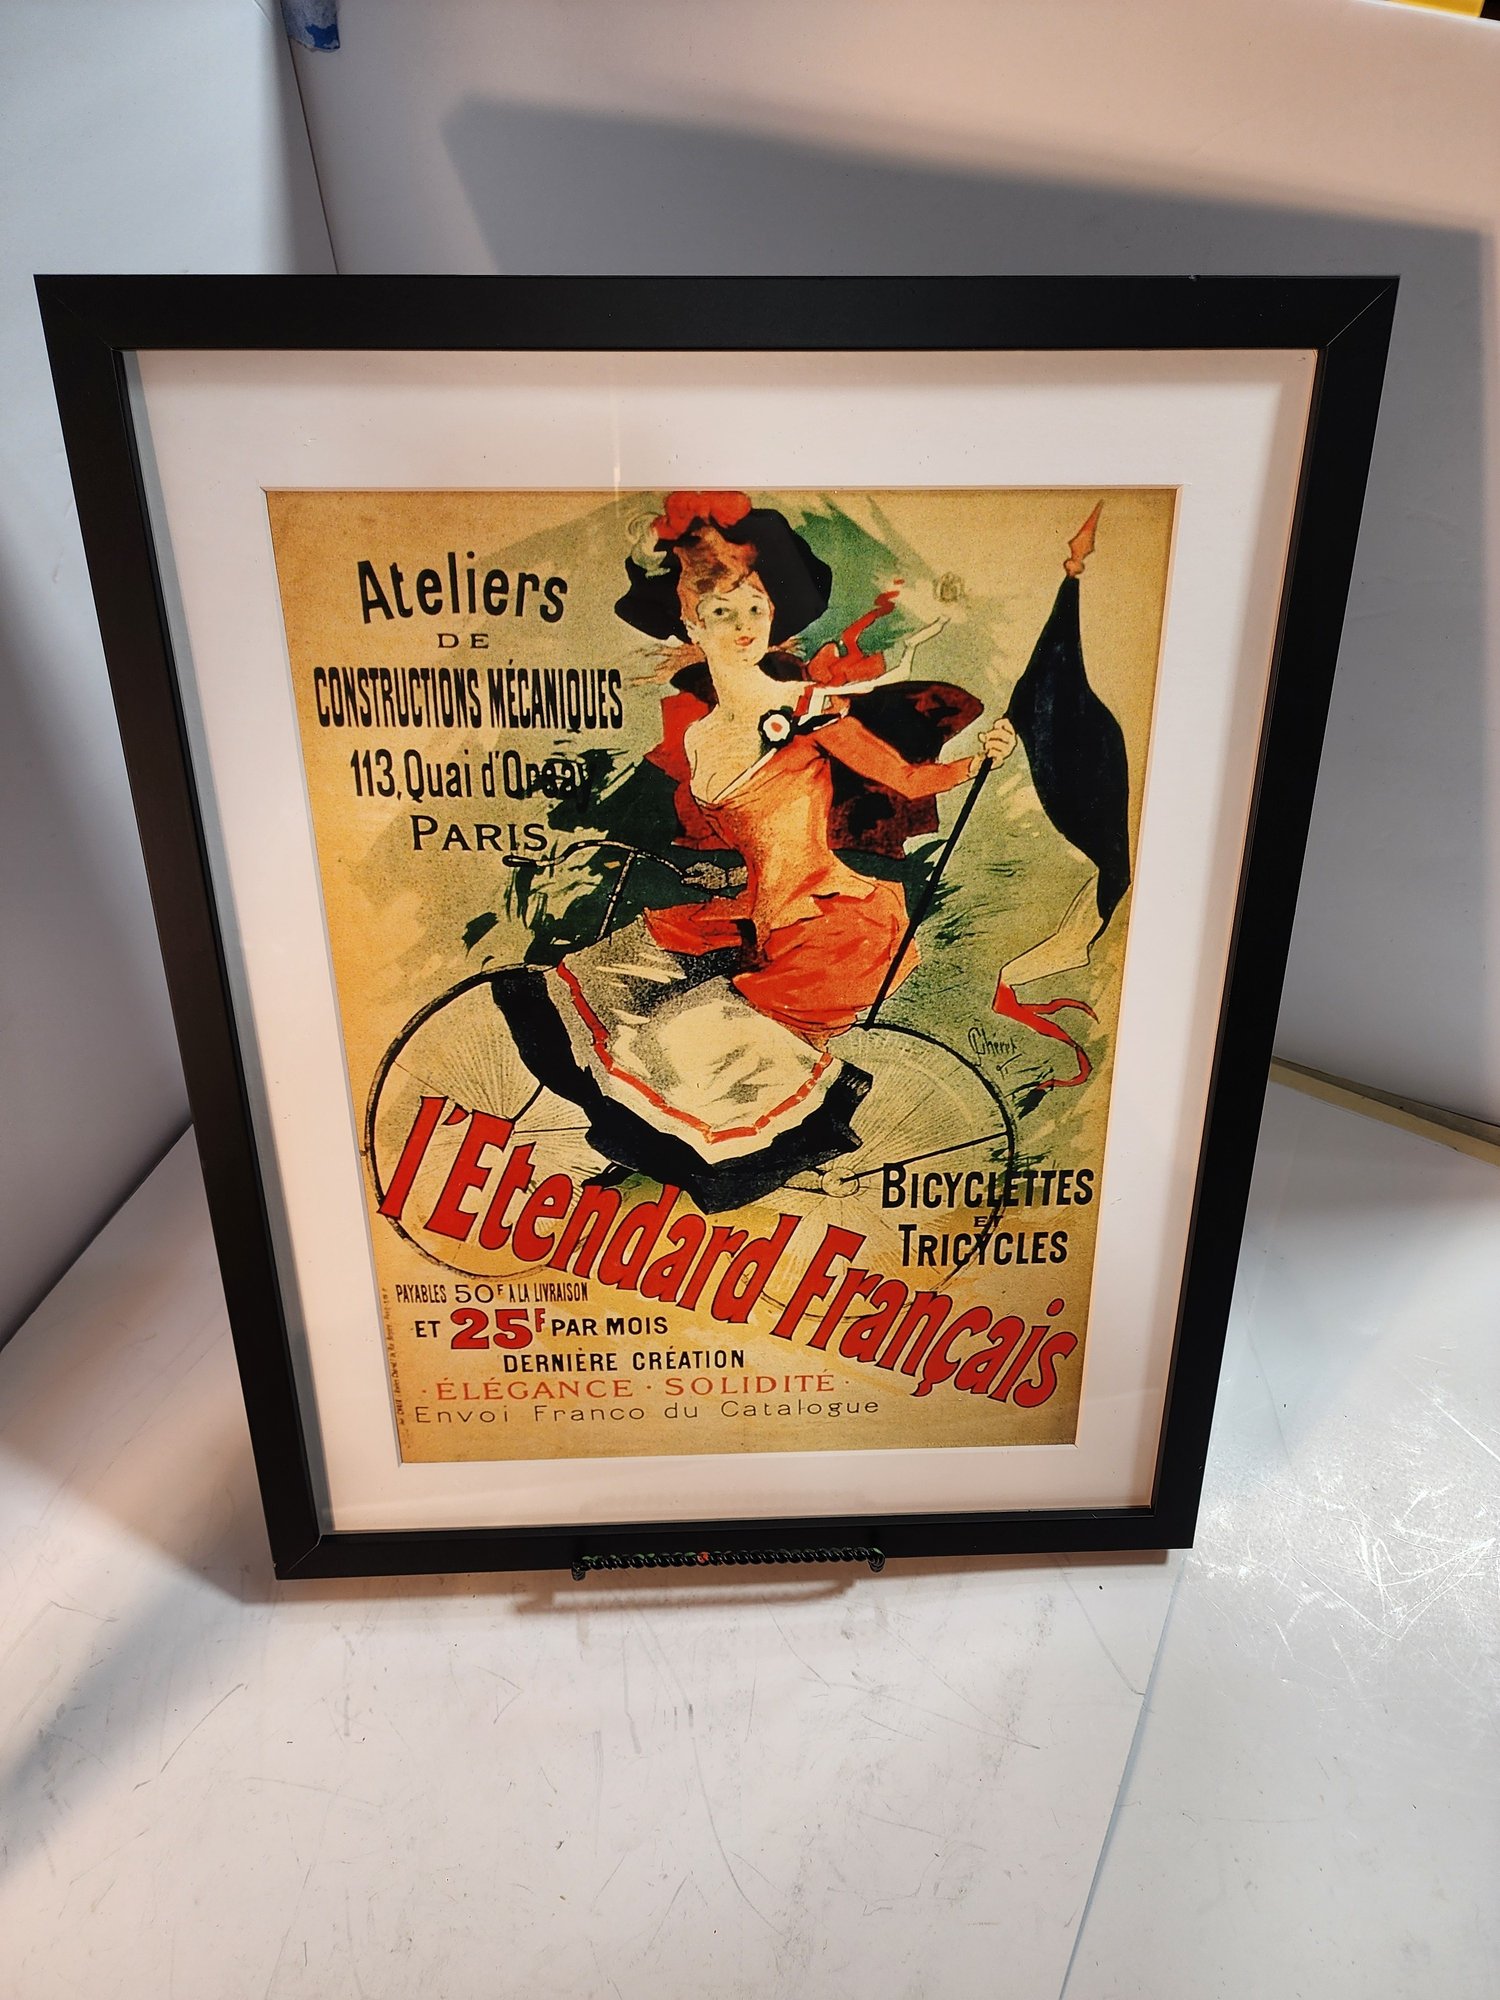 Ateliers
DE
CONSTRUCTIONS MÉCANIQUES
113, Quai d'Orsay
PARIS
JChéret
l'Etendard Français
BICYCLETTES
ET
TRICYCLES
PAYABLES 50F A LA LIVRAISON
ET 25F PAR MOIS
DERNIÈRE CRÉATION
· ÉLÉGANCE · SOLIDITÉ ·
Envoi Franco du Catalogue